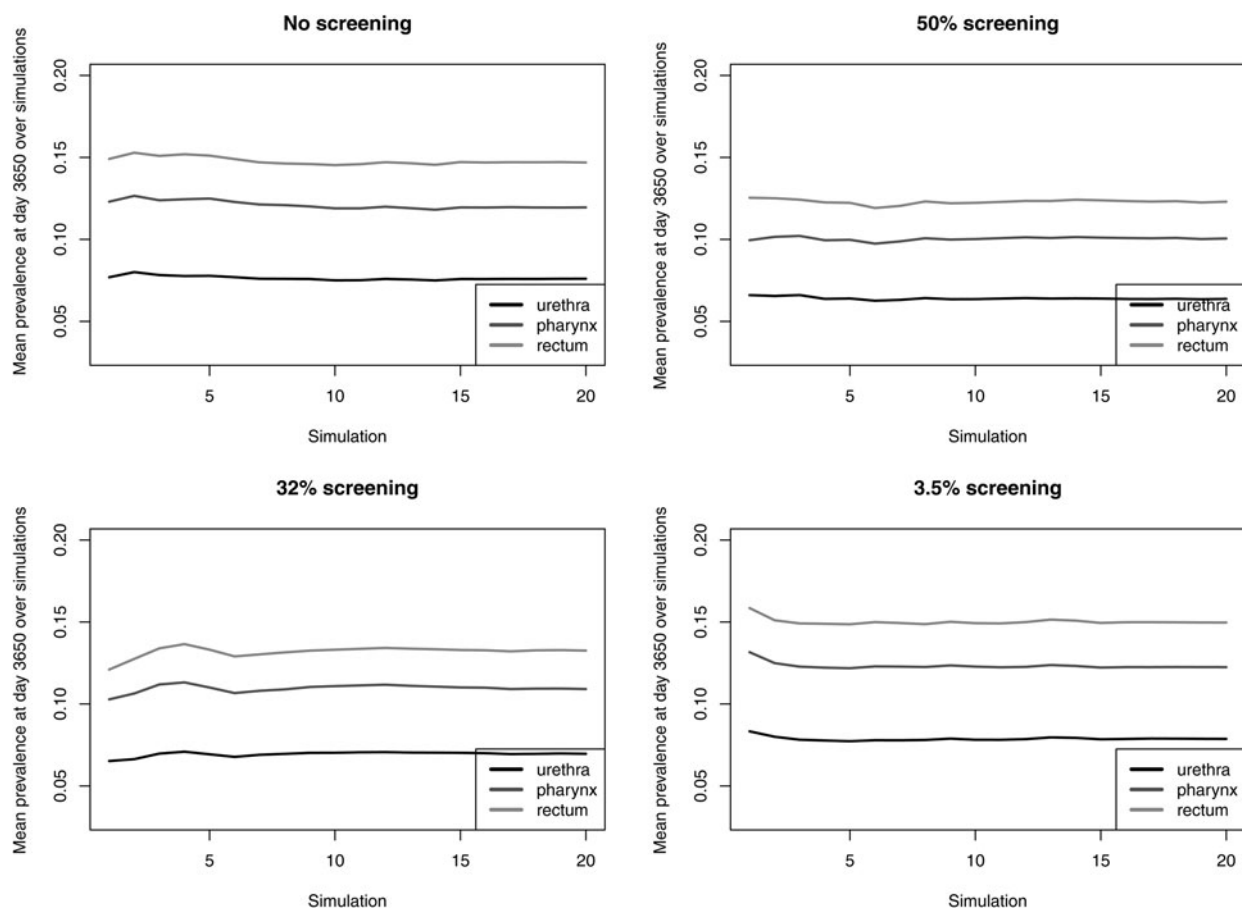 No screening
Mean prevalence at day 3650 over simulations
0.20
0.15
0.10
0.05
urethra
pharynx
rectum
5
10
15
20
Simulation
50% screening
Mean prevalence at day 3650 over simulations
0.20
0.15
0.10
0.05
urethra
pharynx
rectum
5
10
15
20
Simulation
32% screening
Mean prevalence at day 3650 over simulations
0.20
0.15
0.10
0.05
urethra
pharynx
rectum
5
10
15
20
Simulation
3.5% screening
Mean prevalence at day 3650 over simulations
0.20
0.15
0.10
0.05
urethra
pharynx
rectum
5
10
15
20
Simulation